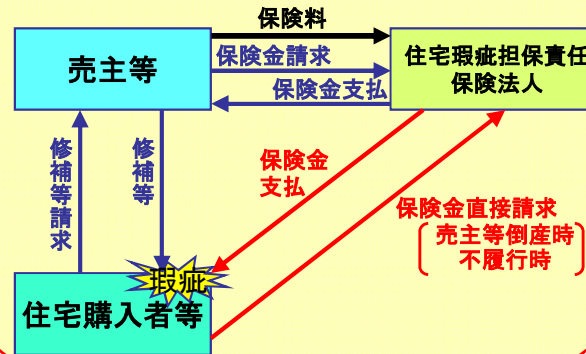 保険料
保険金請求
保険金支払
売主等
住宅瑕疵担保責任
保険法人
修補等請求
修補等
保険金
支払
保険金直接請求
売主等倒産時
不履行時
瑕疵
住宅購入者等